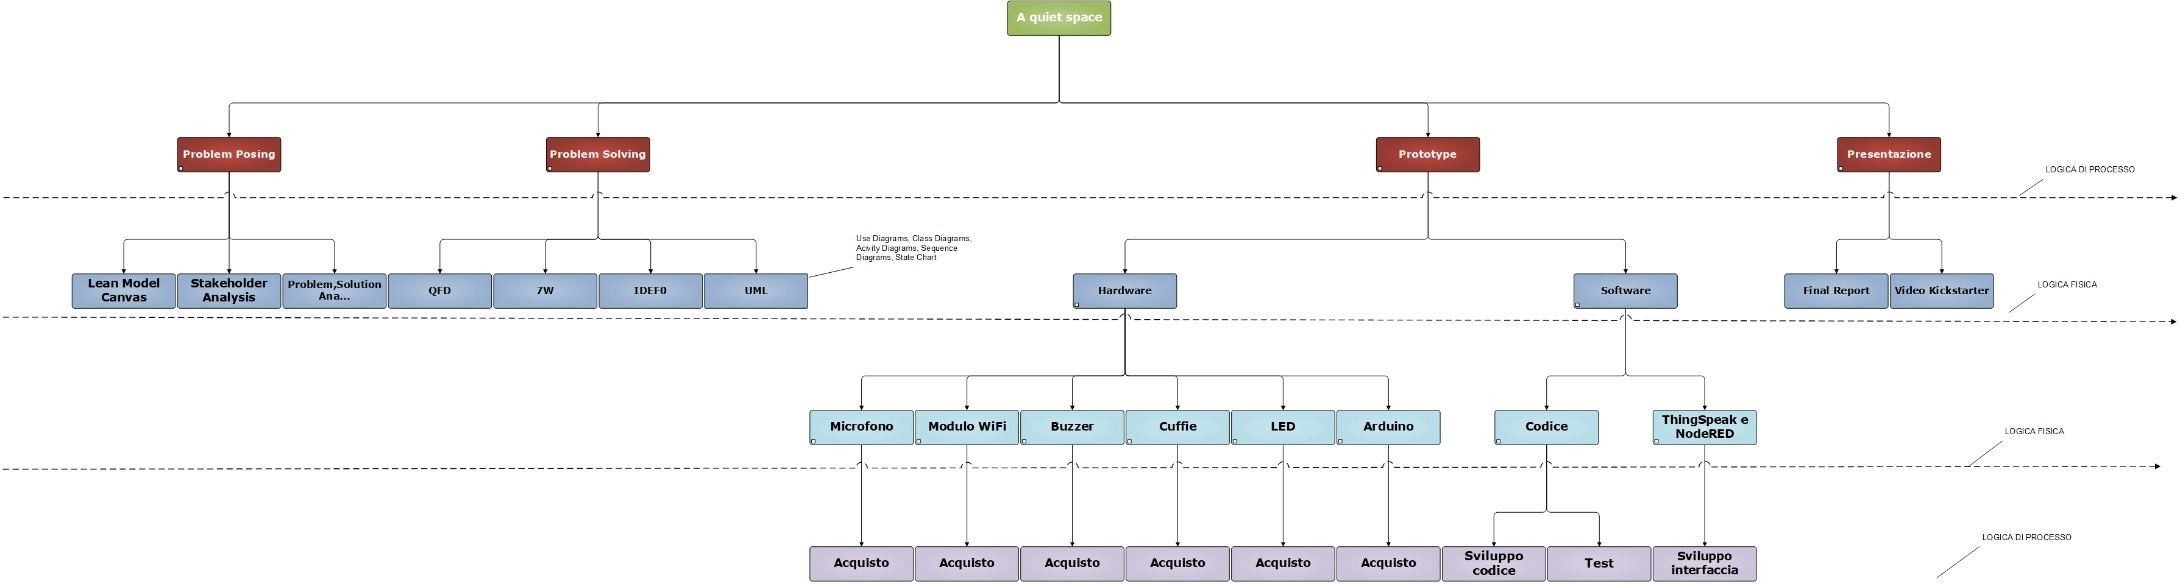 A quiet space
Problem Posing
Problem Solving
Prototype
Presentazione
LOGICA DI PROCESSO
Use Diagrams, Class Diagrams,
Acivity Diagrams, Sequence
Diagrams, State Chart
Lean Model
Canvas
Stakeholder
Analysis
Problem,Solution
Ana...
QFD
7W
IDEF0
UML
Hardware
Software
Final Report
Video Kickstarter
LOGICA FISICA
Microfono
Modulo WiFi
Buzzer
Cuffie
LED
Arduino
Codice
ThingSpeak e
NodeRED
LOGICA FISICA
Acquisto
Acquisto
Acquisto
Acquisto
Acquisto
Acquisto
Sviluppo
codice
Test
Sviluppo
interfaccia
LOGICA DI PROCESSO